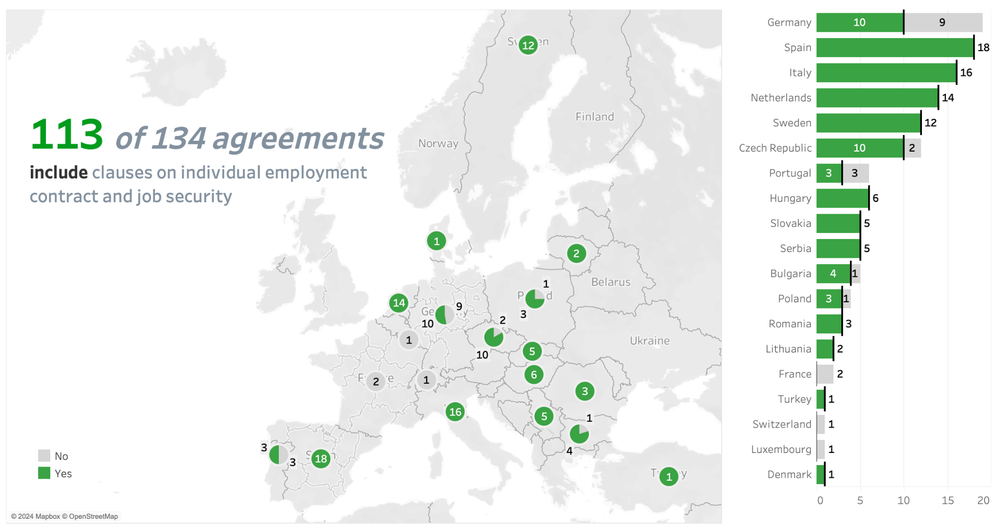 113 of 134 agreements
include clauses on individual employment
contract and job security
No
Yes
© 2024 Mapbox © OpenStreetMap
12
Finland
Norway
1
2
Belarus
1
3
14
9
10
2
10
1
Ukraine
5
6
2
1
3
16
5
1
4
3
3
18
1
Germany 10 9
Spain 18
Italy 16
Netherlands 14
Sweden 12
Czech Republic 10 2
Portugal 3 3
Hungary 6
Slovakia 5
Serbia 5
Bulgaria 4 1
Poland 3 1
Romania 3
Lithuania 2
France 2
Turkey 1
Switzerland 1
Luxembourg 1
Denmark 1
0 5 10 15 20